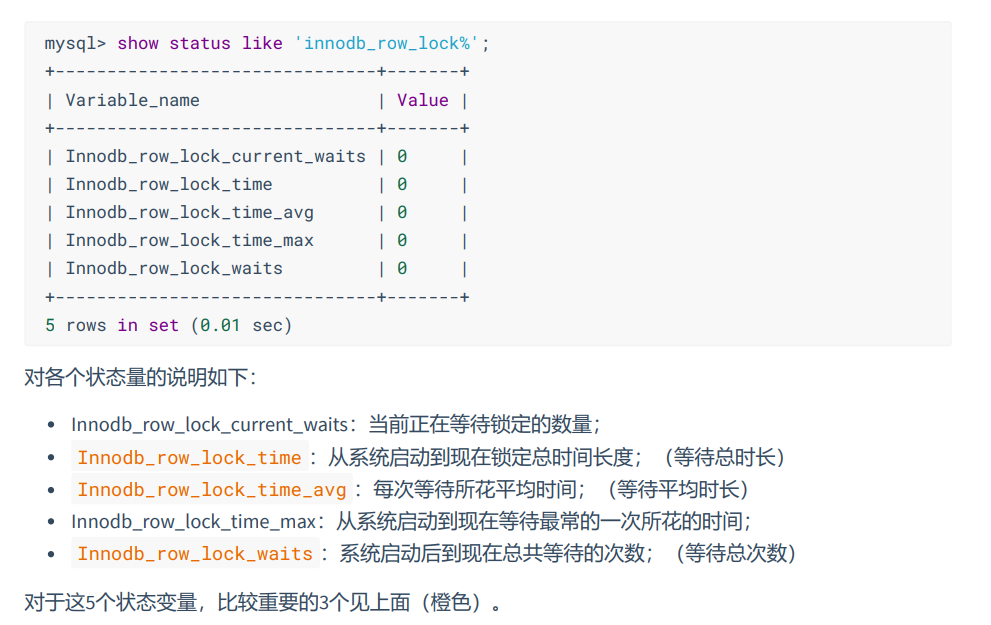 mysql> show status like 'innodb_row_lock%';
+-------------------------------+-------+
| Variable_name                 | Value |
+-------------------------------+-------+
| Innodb_row_lock_current_waits | 0     |
| Innodb_row_lock_time          | 0     |
| Innodb_row_lock_time_avg      | 0     |
| Innodb_row_lock_time_max      | 0     |
| Innodb_row_lock_waits         | 0     |
+-------------------------------+-------+
5 rows in set (0.01 sec)
对各个状态量的说明如下：
• Innodb_row_lock_current_waits：当前正在等待锁定的数量；
• Innodb_row_lock_time ：从系统启动到现在锁定总时间长度；（等待总时长）
• Innodb_row_lock_time_avg ：每次等待所花平均时间；（等待平均时长）
• Innodb_row_lock_time_max：从系统启动到现在等待最常的一次所花的时间；
• Innodb_row_lock_waits ：系统启动后到现在总共等待的次数；（等待总次数）
对于这5个状态变量，比较重要的3个见上面（橙色）。